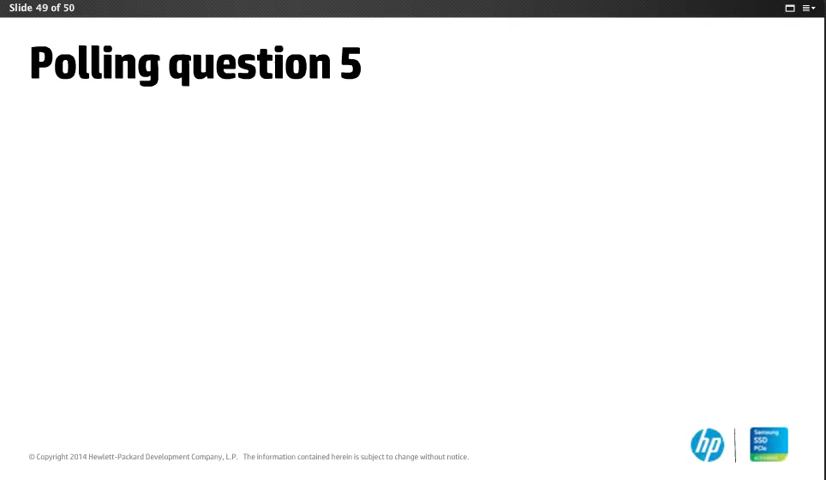 Slide 49 of 50
Polling question 5
© Copyright 2014 Hewlett-Packard Development Company, L.P. The information contained herein is subject to change without notice.
hp
Samsung
SSD
PCIe